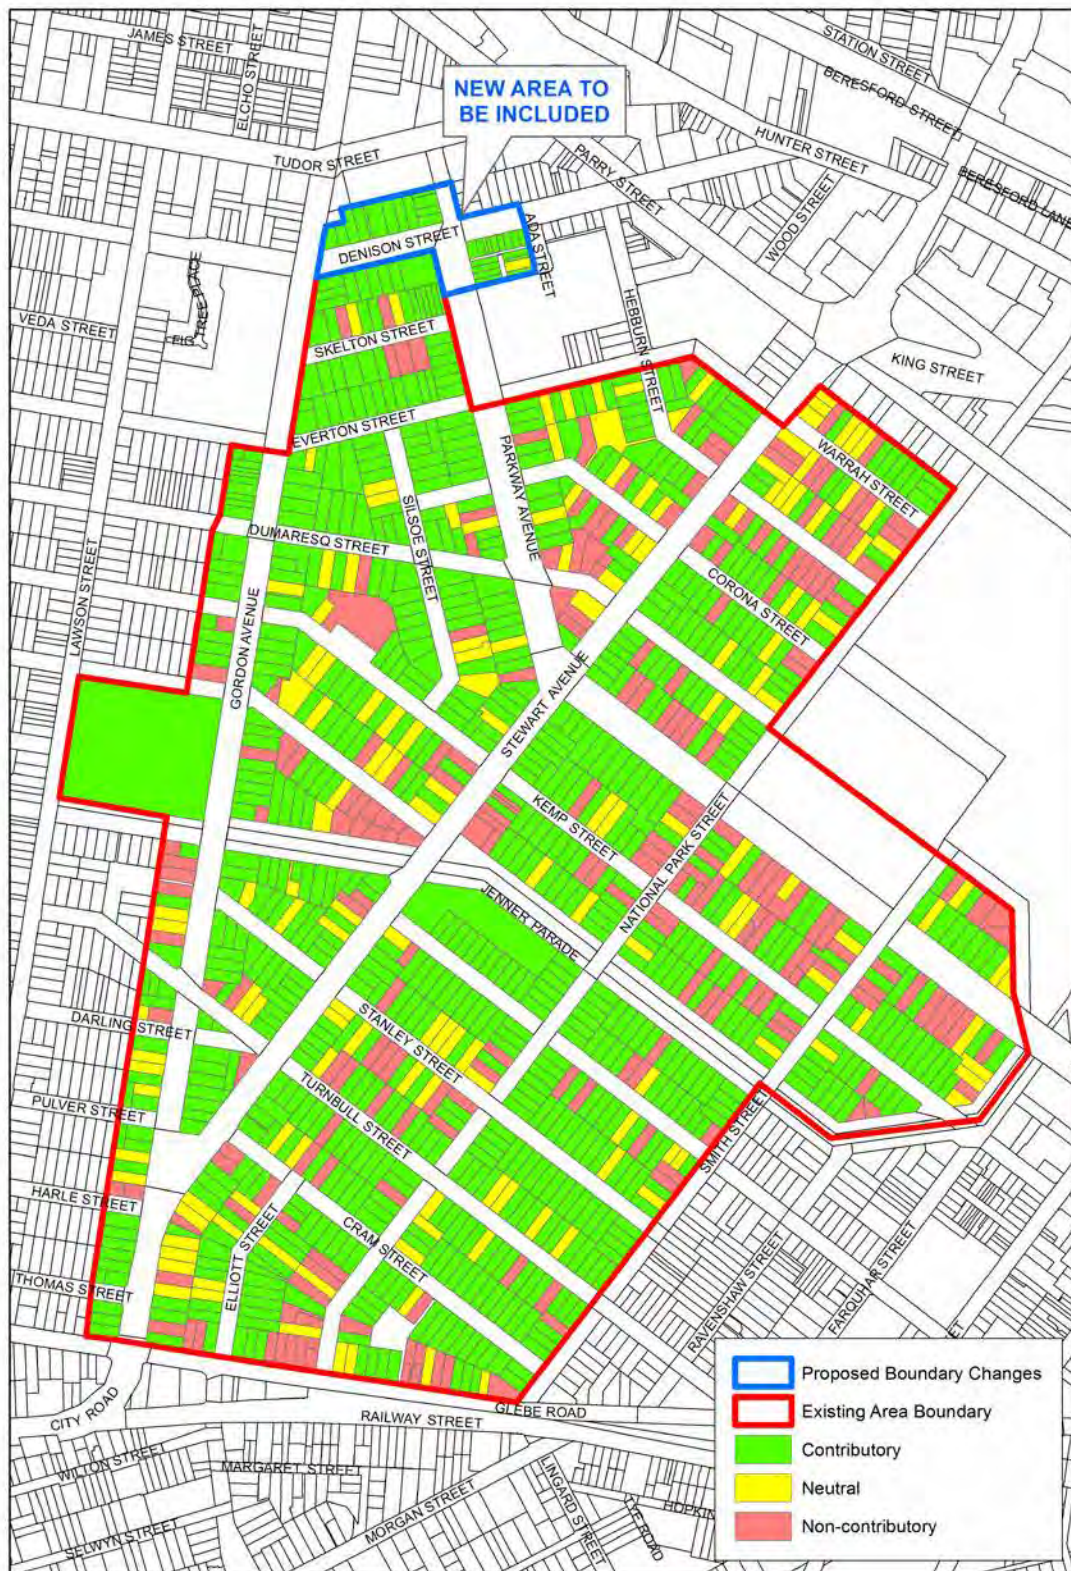 JAMES STREET
ELCHO STREET
STATION STREET
BERESFORD STREET
NEW AREA TO
BE INCLUDED
TUDOR STREET
PARRY STREET
HUNTER STREET
BERESFORD LANE
WOOD STREET
ADA STREET
DENISON STREET
FIG TREE PLACE
VEDA STREET
SKELTON STREET
HEBBURN STREET
KING STREET
EVERTON STREET
PARKWAY AVENUE
WARRAH STREET
SILSOE STREET
DUMARESQ STREET
LAWSON STREET
CORONA STREET
GORDON AVENUE
STEWART AVENUE
KEMP STREET
NATIONAL PARK STREET
JENNER PARADE
DARLING STREET
STANLEY STREET
PULVER STREET
TURNBULL STREET
SMITH STREET
HARLE STREET
CRAM STREET
ELLIOTT STREET
THOMAS STREET
RAVENSHAW STREET
FARQUHAR STREET
ET
CITY ROAD
GLEBE ROAD
RAILWAY STREET
WILTON STREET
MARGARET STREET
MORGAN STREET
LINGARD STREET
TYE ROAD
HOPKIN
SELWYN STREET
Proposed Boundary Changes
Existing Area Boundary
Contributory
Neutral
Non-contributory